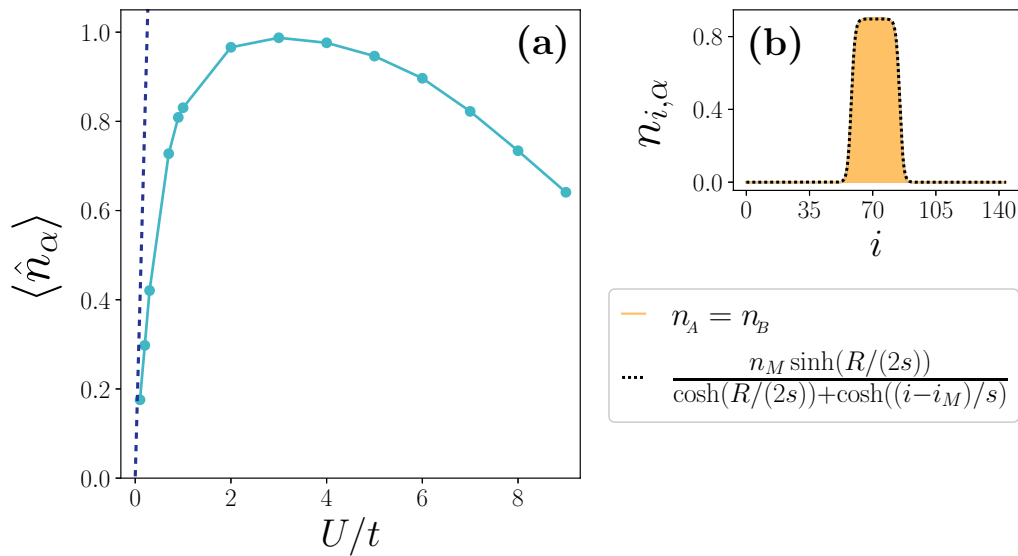 (a)
1.0
0.8
0.6
0.4
0.2
0.0
⟨n̂_α⟩
0 2 4 6 8
U/t
(b)
0.8
0.4
0.0
n_{i,α}
0 35 70 105 140
i
n_A = n_B
n_M sinh(R/(2s))
cosh(R/(2s))+cosh((i−i_M)/s)